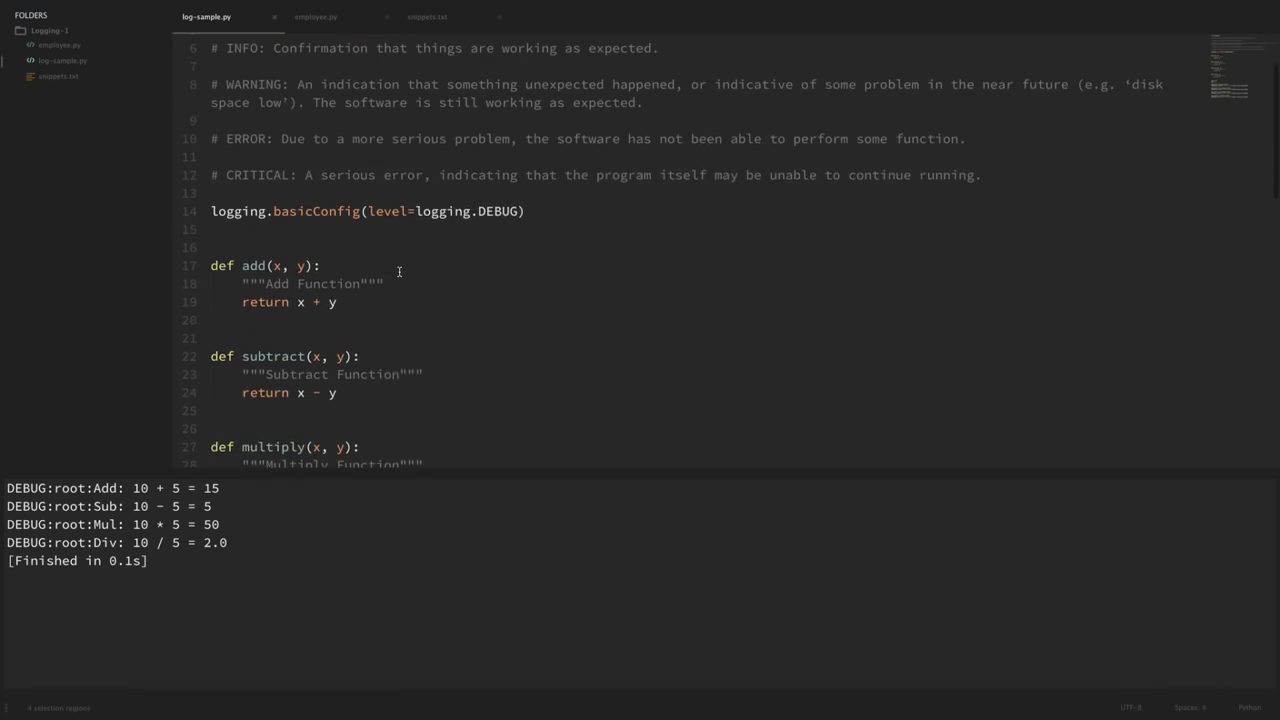 FOLDERS
Logging-1
employee.py
log-sample.py
snippets.txt
log-sample.py × employee.py × snippets.txt ×
6 # INFO: Confirmation that things are working as expected.
7
8 # WARNING: An indication that something unexpected happened, or indicative of some problem in the near future (e.g. ‘disk
space low’). The software is still working as expected.
9
10 # ERROR: Due to a more serious problem, the software has not been able to perform some function.
11
12 # CRITICAL: A serious error, indicating that the program itself may be unable to continue running.
13
14 logging.basicConfig(level=logging.DEBUG)
15
16
17 def add(x, y):
18 """Add Function"""
19 return x + y
20
21
22 def subtract(x, y):
23 """Subtract Function"""
24 return x - y
25
26
27 def multiply(x, y):
28 """Multiply Function"""
DEBUG:root:Add: 10 + 5 = 15
DEBUG:root:Sub: 10 - 5 = 5
DEBUG:root:Mul: 10 * 5 = 50
DEBUG:root:Div: 10 / 5 = 2.0
[Finished in 0.1s]
4 selection regions UTF-8 Spaces: 4 Python